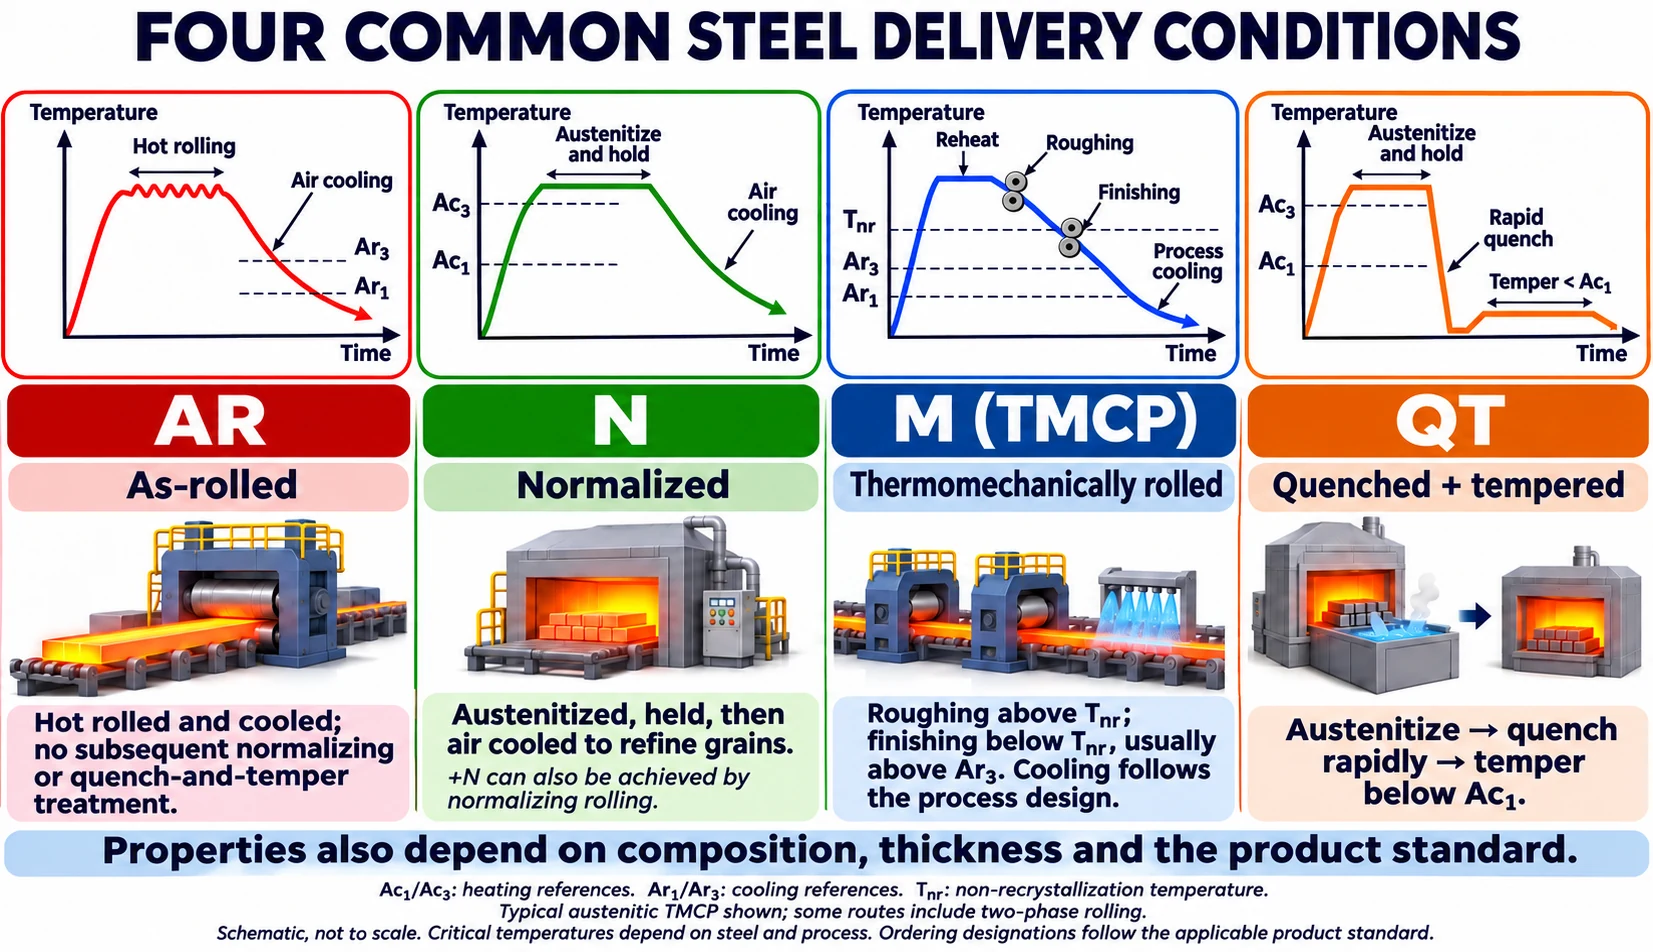 FOUR COMMON STEEL DELIVERY CONDITIONS
Temperature
Hot rolling
Air cooling
Ar₃
Ar₁
Time
Temperature
Austenitize
and hold
Ac₃
Air
cooling
Ac₁
Time
Temperature
Reheat
Roughing
Finishing
Tnr
Process
cooling
Ar₃
Ar₁
Time
Temperature
Austenitize
and hold
Ac₃
Rapid
quench
Ac₁
Temper < Ac₁
Time
AR
N
M (TMCP)
QT
As-rolled
Normalized
Thermomechanically rolled
Quenched + tempered
Hot rolled and cooled;
no subsequent normalizing
or quench-and-temper
treatment.
Austenitized, held, then
air cooled to refine grains.
+N can also be achieved by
normalizing rolling.
Roughing above Tnr;
finishing below Tnr, usually
above Ar₃. Cooling follows
the process design.
Austenitize → quench
rapidly → temper
below Ac₁.
Properties also depend on composition, thickness and the product standard.
Ac₁/Ac₃: heating references. Ar₁/Ar₃: cooling references. Tnr: non-recrystallization temperature.
Typical austenitic TMCP shown; some routes include two-phase rolling.
Schematic, not to scale. Critical temperatures depend on steel and process. Ordering designations follow the applicable product standard.